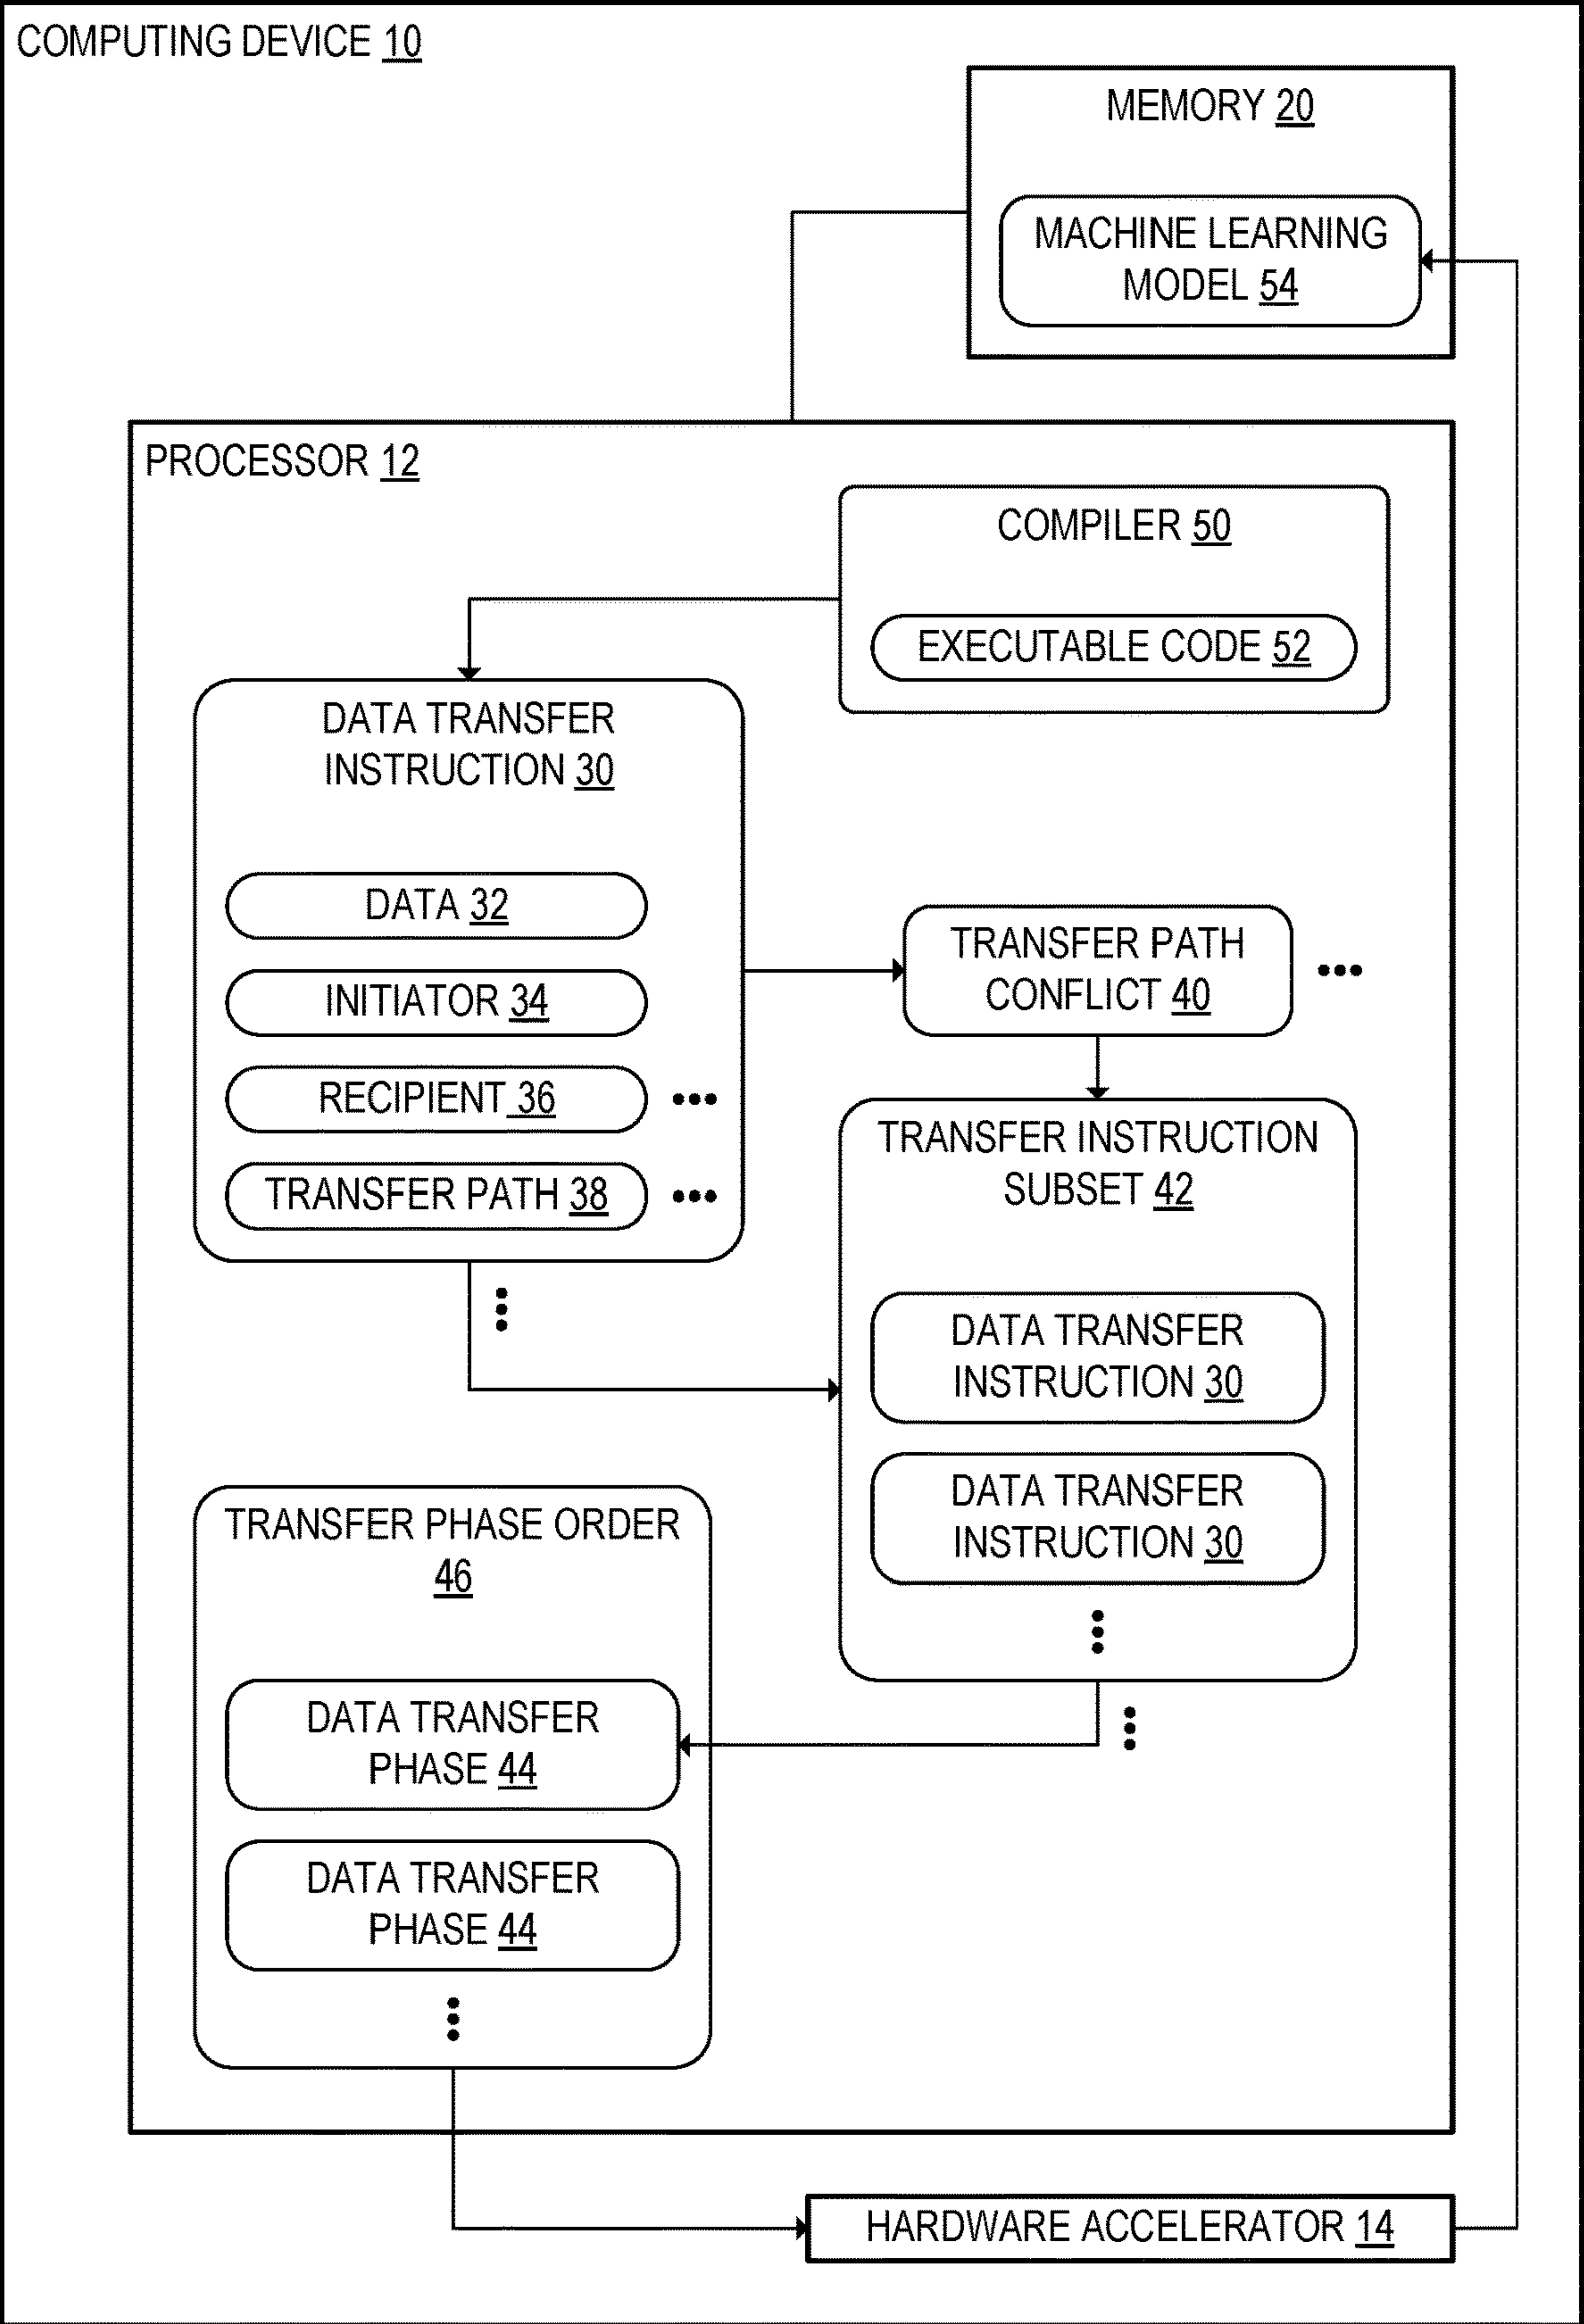 COMPUTING DEVICE 10
MEMORY 20
MACHINE LEARNING
MODEL 54
PROCESSOR 12
COMPILER 50
EXECUTABLE CODE 52
DATA TRANSFER
INSTRUCTION 30
DATA 32
INITIATOR 34
RECIPIENT 36
TRANSFER PATH 38
TRANSFER PATH
CONFLICT 40
TRANSFER INSTRUCTION
SUBSET 42
DATA TRANSFER
INSTRUCTION 30
DATA TRANSFER
INSTRUCTION 30
TRANSFER PHASE ORDER
46
DATA TRANSFER
PHASE 44
DATA TRANSFER
PHASE 44
HARDWARE ACCELERATOR 14